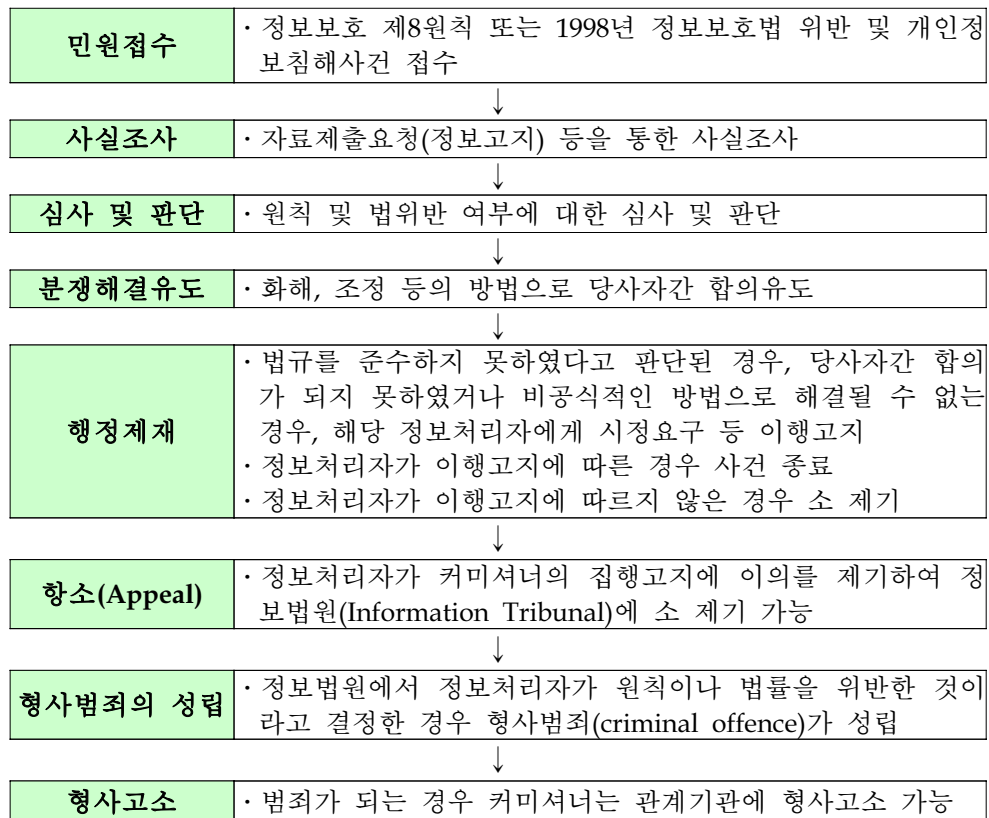 민원접수
· 정보보호 제8원칙 또는 1998년 정보보호법 위반 및 개인정
보침해사건 접수
↓
사실조사
· 자료제출요청(정보고지) 등을 통한 사실조사
↓
심사 및 판단
· 원칙 및 법위반 여부에 대한 심사 및 판단
↓
분쟁해결유도
· 화해, 조정 등의 방법으로 당사자간 합의유도
↓
행정제재
· 법규를 준수하지 못하였다고 판단된 경우, 당사자간 합의
가 되지 못하였거나 비공식적인 방법으로 해결될 수 없는
경우, 해당 정보처리자에게 시정요구 등 이행고지
· 정보처리자가 이행고지에 따른 경우 사건 종료
· 정보처리자가 이행고지에 따르지 않은 경우 소 제기
↓
항소(Appeal)
· 정보처리자가 커미셔너의 집행고지에 이의를 제기하여 정
보법원(Information Tribunal)에 소 제기 가능
↓
형사범죄의 성립
· 정보법원에서 정보처리자가 원칙이나 법률을 위반한 것이
라고 결정한 경우 형사범죄(criminal offence)가 성립
↓
형사고소
· 범죄가 되는 경우 커미셔너는 관계기관에 형사고소 가능